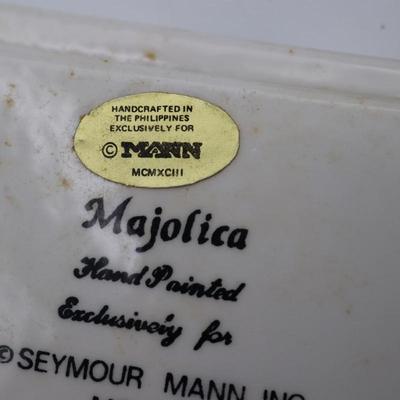 HANDCRAFTED IN
THE PHILIPPINES
EXCLUSIVELY FOR
© MANN
MCMXCIII
Majolica
Hand Painted
Exclusively for
© SEYMOUR MANN INC